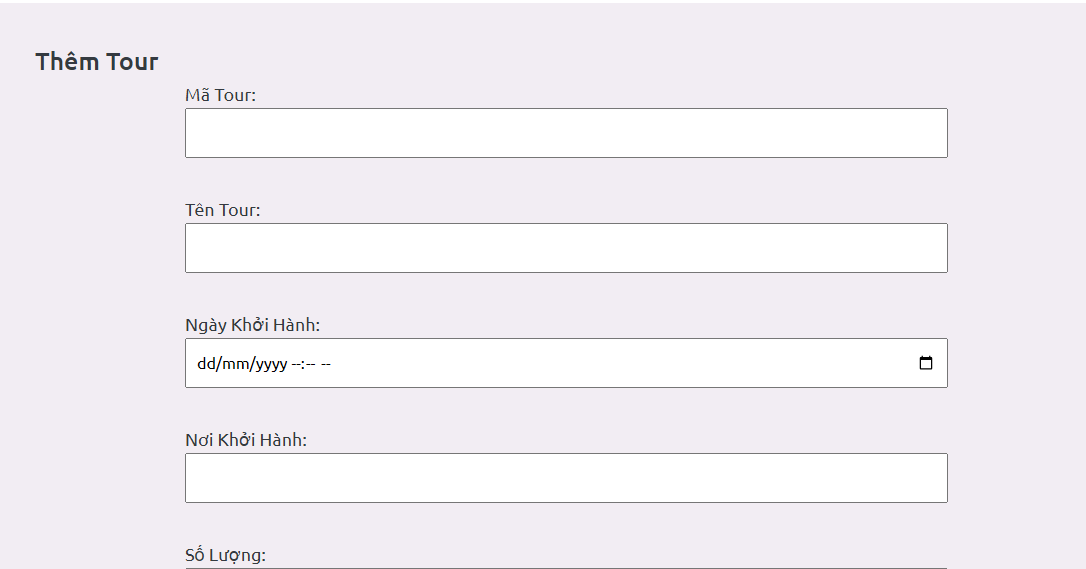 Thêm Tour
Mã Tour:
Tên Tour:
Ngày Khởi Hành:
dd/mm/yyyy --:-- --
Nơi Khởi Hành:
Số Lượng: